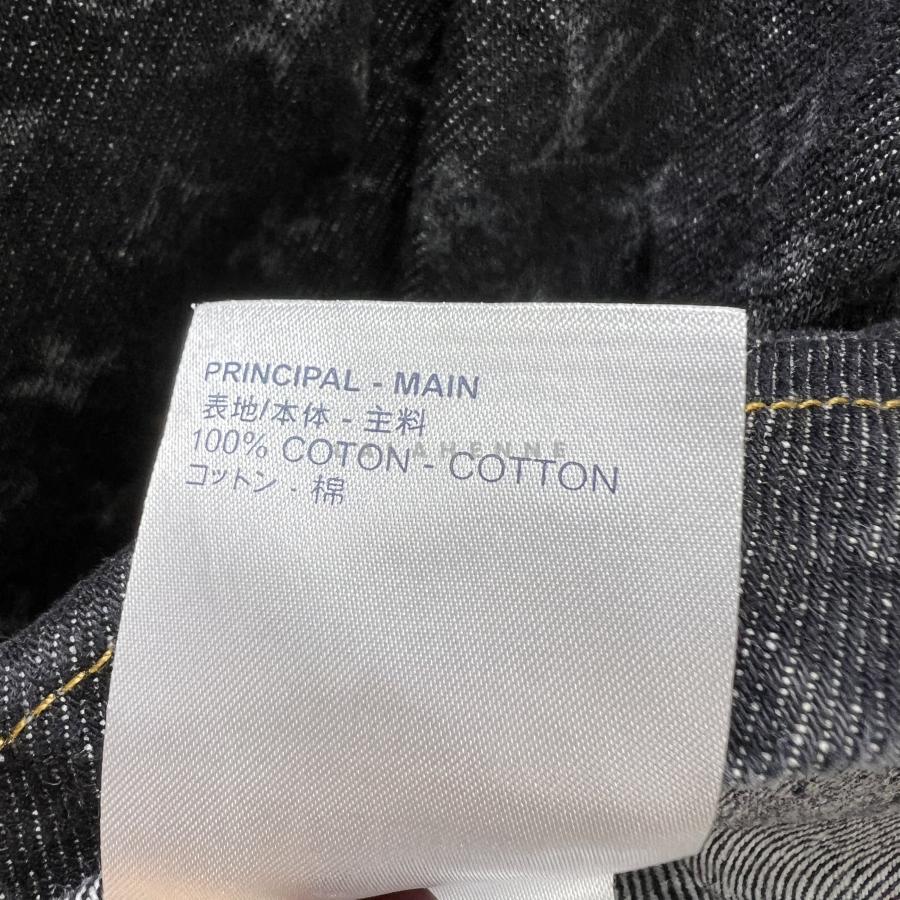 PRINCIPAL - MAIN
表地/本体 - 主料
100% COTON - COTTON
コットン - 棉